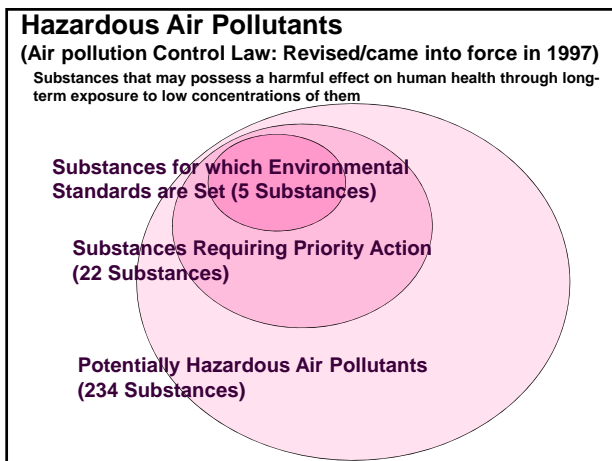 Hazardous Air Pollutants
(Air pollution Control Law: Revised/came into force in 1997)
Substances that may possess a harmful effect on human health through long-
term exposure to low concentrations of them
Substances for which Environmental
Standards are Set (5 Substances)
Substances Requiring Priority Action
(22 Substances)
Potentially Hazardous Air Pollutants
(234 Substances)